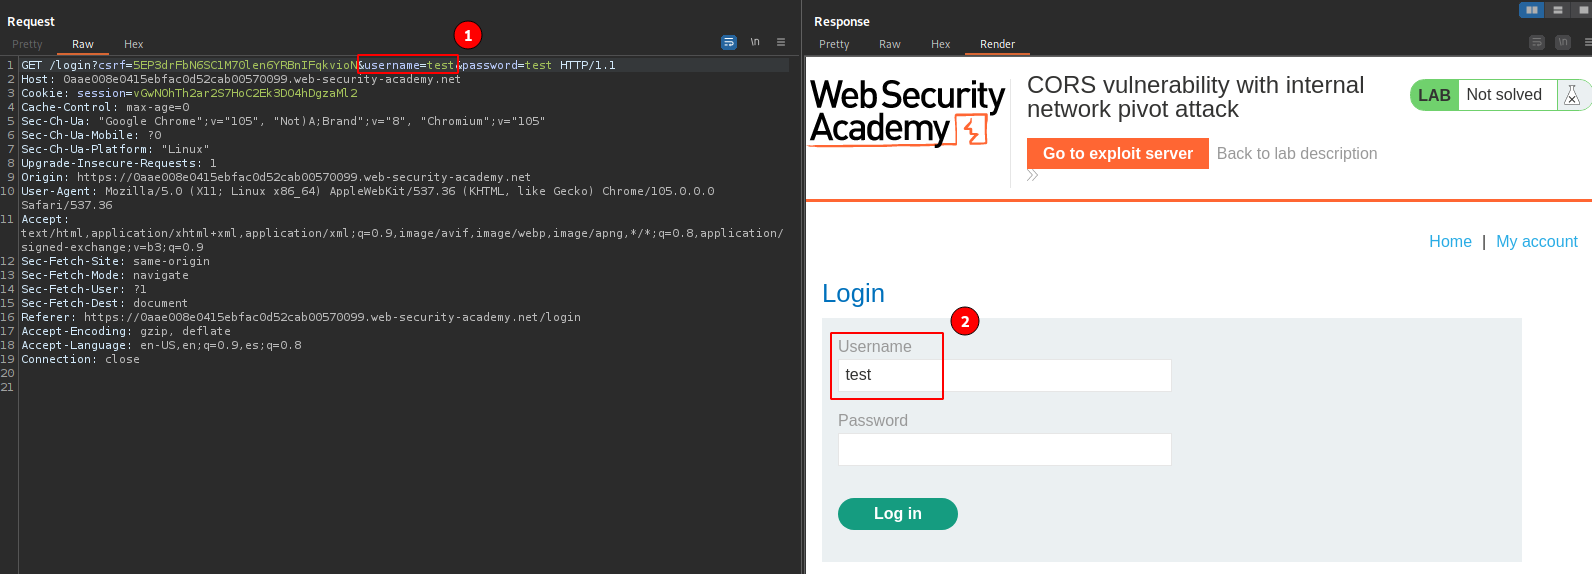 Request
Pretty Raw Hex
\n
1
1 GET /login?csrf=5EP3drFbN6SC1M70len6YRBnIFqkvioN&username=test&password=test HTTP/1.1
2 Host: 0aae008e0415ebfac0d52cab00570099.web-security-academy.net
3 Cookie: session=vGwNOhTh2ar2S7HoC2Ek3DO4hDgzaMl2
4 Cache-Control: max-age=0
5 Sec-Ch-Ua: "Google Chrome";v="105", "Not)A;Brand";v="8", "Chromium";v="105"
6 Sec-Ch-Ua-Mobile: ?0
7 Sec-Ch-Ua-Platform: "Linux"
8 Upgrade-Insecure-Requests: 1
9 Origin: https://0aae008e0415ebfac0d52cab00570099.web-security-academy.net
10 User-Agent: Mozilla/5.0 (X11; Linux x86_64) AppleWebKit/537.36 (KHTML, like Gecko) Chrome/105.0.0.0
Safari/537.36
11 Accept:
text/html,application/xhtml+xml,application/xml;q=0.9,image/avif,image/webp,image/apng,*/*;q=0.8,application/
signed-exchange;v=b3;q=0.9
12 Sec-Fetch-Site: same-origin
13 Sec-Fetch-Mode: navigate
14 Sec-Fetch-User: ?1
15 Sec-Fetch-Dest: document
16 Referer: https://0aae008e0415ebfac0d52cab00570099.web-security-academy.net/login
17 Accept-Encoding: gzip, deflate
18 Accept-Language: en-US,en;q=0.9,es;q=0.8
19 Connection: close
20
21
Response
Pretty Raw Hex Render
\n
Web Security
Academy
CORS vulnerability with internal
network pivot attack
LAB Not solved
Go to exploit server Back to lab description
Home | My account
Login
2
Username
test
Password
Log in